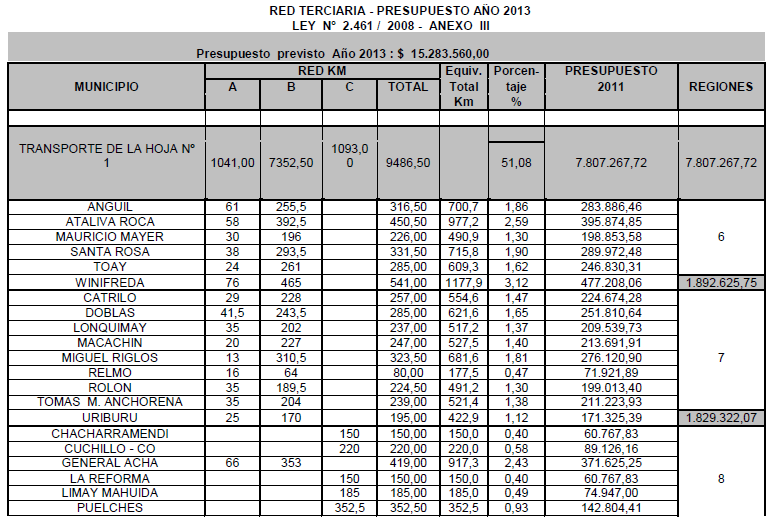 RED TERCIARIA - PRESUPUESTO AÑO 2013
LEY N° 2.461 / 2008 - ANEXO III
Presupuesto previsto Año 2013 : $ 15.283.560,00
MUNICIPIO RED KM Equiv. Total Km Porcen-taje % PRESUPUESTO 2011 REGIONES
A B C TOTAL
TRANSPORTE DE LA HOJA Nº 1 1041,00 7352,50 1093,00 9486,50 51,08 7.807.267,72 7.807.267,72
ANGUIL 61 255,5 316,50 700,7 1,86 283.886,46
ATALIVA ROCA 58 392,5 450,50 977,2 2,59 395.874,85
MAURICIO MAYER 30 196 226,00 490,9 1,30 198.853,58 6
SANTA ROSA 38 293,5 331,50 715,8 1,90 289.972,48
TOAY 24 261 285,00 609,3 1,62 246.830,31
WINIFREDA 76 465 541,00 1177,9 3,12 477.208,06 1.892.625,75
CATRILO 29 228 257,00 554,6 1,47 224.674,28
DOBLAS 41,5 243,5 285,00 621,6 1,65 251.810,64
LONQUIMAY 35 202 237,00 517,2 1,37 209.539,73
MACACHIN 20 227 247,00 527,5 1,40 213.691,91
MIGUEL RIGLOS 13 310,5 323,50 681,6 1,81 276.120,90 7
RELMO 16 64 80,00 177,5 0,47 71.921,89
ROLON 35 189,5 224,50 491,2 1,30 199.013,40
TOMAS M. ANCHORENA 35 204 239,00 521,4 1,38 211.223,93
URIBURU 25 170 195,00 422,9 1,12 171.325,39 1.829.322,07
CHACHARRAMENDI 150 150,00 150,0 0,40 60.767,83
CUCHILLO - CO 220 220,00 220,0 0,58 89.126,16
GENERAL ACHA 66 353 419,00 917,3 2,43 371.625,25
LA REFORMA 150 150,00 150,0 0,40 60.767,83 8
LIMAY MAHUIDA 185 185,00 185,0 0,49 74.947,00
PUELCHES 352,5 352,50 352,5 0,93 142.804,41